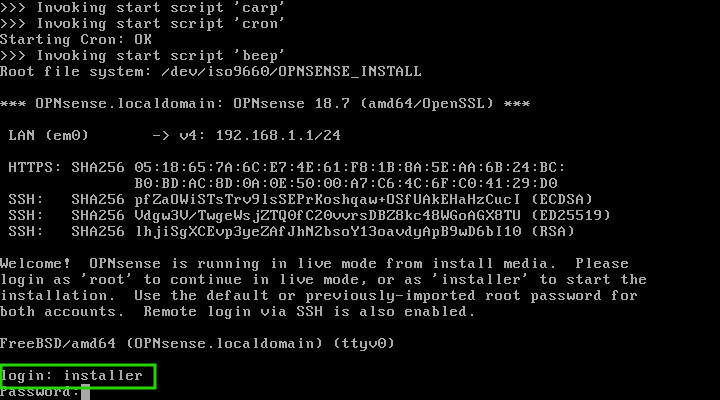 >>> Invoking start script 'carp'
>>> Invoking start script 'cron'
Starting Cron: OK
>>> Invoking start script 'beep'
Root file system: /dev/iso9660/OPNSENSE_INSTALL
*** OPNsense.localdomain: OPNsense 18.7 (amd64/OpenSSL) ***
LAN (em0)      -> v4: 192.168.1.1/24
HTTPS: SHA256 05:18:65:7A:6C:E7:4E:61:F8:1B:8A:5E:AA:6B:24:BC:
B0:BD:AC:8D:0A:0E:50:00:A7:C6:4C:6F:C0:41:29:D0
SSH:   SHA256 pfZaOWiSTsTrv9IsSEPrKoshqaw+OSfUAkEHaHzCucI (ECDSA)
SSH:   SHA256 Vdgw3V/TwgeWsjZTQ0fC20vvrsDBZ8kc48WGoAGX8TU (ED25519)
SSH:   SHA256 lhjiSgXCEvp3yeZAfJhN2bsoY13oavdyApB9wD6bI10 (RSA)
Welcome!  OPNsense is running in live mode from install media.  Please
login as 'root' to continue in live mode, or as 'installer' to start the
installation.  Use the default or previously-imported root password for
both accounts.  Remote login via SSH is also enabled.
FreeBSD/amd64 (OPNsense.localdomain) (ttyv0)
login: installer
Password: